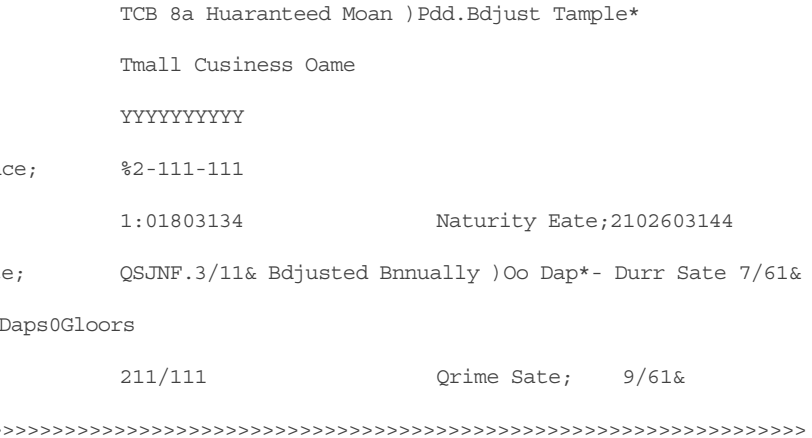 TCB 8a Huaranteed Moan )Pdd.Bdjust Tample*
Tmall Cusiness Oame
YYYYYYYYYY
ce; %2-111-111
1:01803134 Naturity Eate;2102603144
e; QSJNF.3/11& Bdjusted Bnnually )Oo Dap*- Durr Sate 7/61&
Daps0Gloors
211/111 Qrime Sate; 9/61&
>>>>>>>>>>>>>>>>>>>>>>>>>>>>>>>>>>>>>>>>>>>>>>>>>>>>>>>>>>>>>>>>>>>>